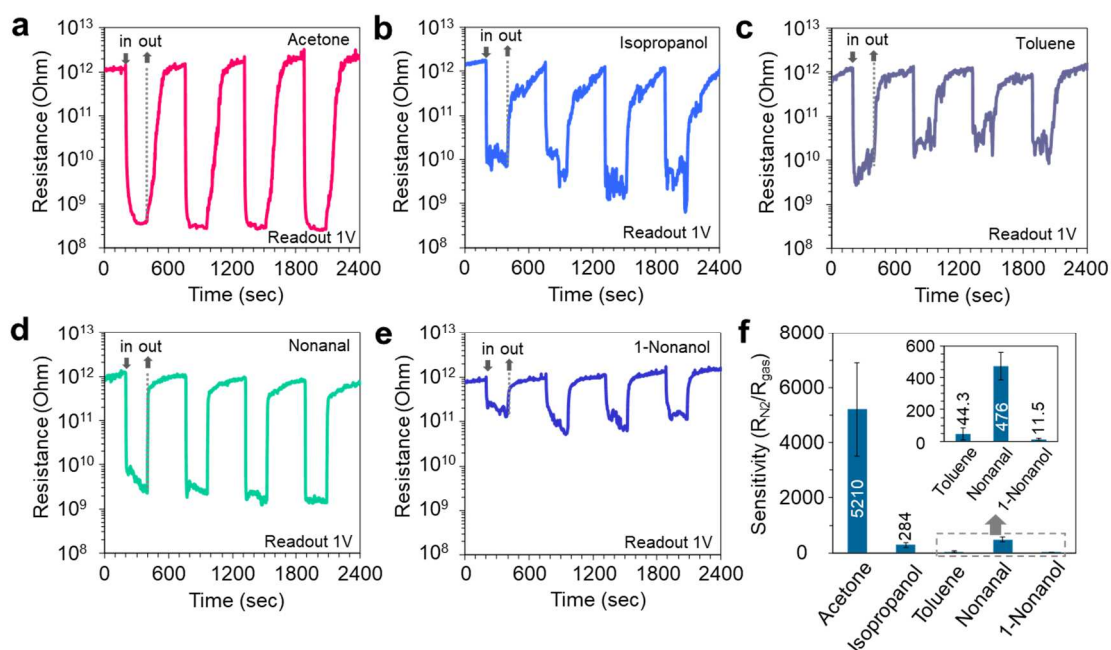 a
10¹³
10¹²
10¹¹
10¹⁰
10⁹
10⁸
Resistance (Ohm)
in out
Acetone
Readout 1V
0
600
1200
1800
2400
Time (sec)
b
10¹³
10¹²
10¹¹
10¹⁰
10⁹
10⁸
Resistance (Ohm)
in out
Isopropanol
Readout 1V
0
600
1200
1800
2400
Time (sec)
c
10¹³
10¹²
10¹¹
10¹⁰
10⁹
10⁸
Resistance (Ohm)
in out
Toluene
Readout 1V
0
600
1200
1800
2400
Time (sec)
d
10¹³
10¹²
10¹¹
10¹⁰
10⁹
10⁸
Resistance (Ohm)
in out
Nonanal
Readout 1V
0
600
1200
1800
2400
Time (sec)
e
10¹³
10¹²
10¹¹
10¹⁰
10⁹
10⁸
Resistance (Ohm)
in out
1-Nonanol
Readout 1V
0
600
1200
1800
2400
Time (sec)
f
8000
6000
4000
2000
0
Sensitivity (R_N2/R_gas)
5210
284
Acetone
Isopropanol
Toluene
Nonanal
1-Nonanol
600
400
200
0
44.3
476
11.5
Toluene
Nonanal
1-Nonanol